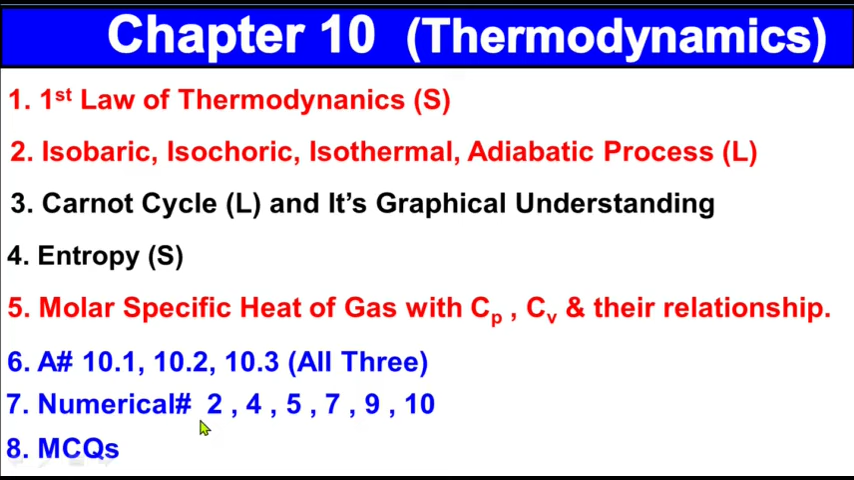 Chapter 10 (Thermodynamics)
1. 1st Law of Thermodynanics (S)
2. Isobaric, Isochoric, Isothermal, Adiabatic Process (L)
3. Carnot Cycle (L) and It's Graphical Understanding
4. Entropy (S)
5. Molar Specific Heat of Gas with Cp , Cv & their relationship.
6. A# 10.1, 10.2, 10.3 (All Three)
7. Numerical# 2 , 4 , 5 , 7 , 9 , 10
8. MCQs